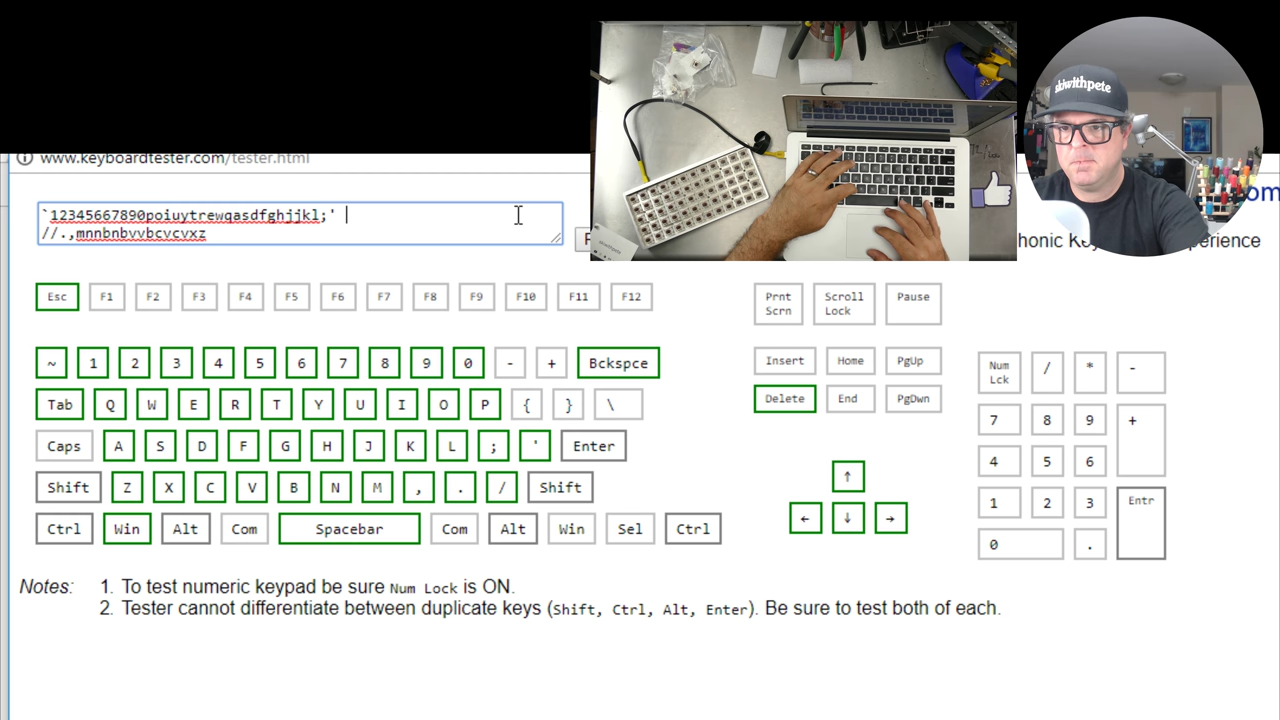 skiwithpete
www.keyboardtester.com/tester.html
om
`12345667890poiuytrewqasdfghjjkl;'
//.,mnnbnbvvbcvcvxz
Esc F1 F2 F3 F4 F5 F6 F7 F8 F9 F10 F11 F12
Prnt Scrn
Scroll Lock
Pause
~ 1 2 3 4 5 6 7 8 9 0 - + Bckspce
Insert Home PgUp
Num Lck
/ * -
Tab Q W E R T Y U I O P { } \
Delete End PgDwn
7 8 9 +
Caps A S D F G H J K L ; ' Enter
4 5 6
Shift Z X C V B N M , . / Shift
↑
1 2 3 Entr
Ctrl Win Alt Com Spacebar Com Alt Win Sel Ctrl
← ↓ →
0 .
Notes: 1. To test numeric keypad be sure Num Lock is ON.
2. Tester cannot differentiate between duplicate keys (Shift, Ctrl, Alt, Enter). Be sure to test both of each.